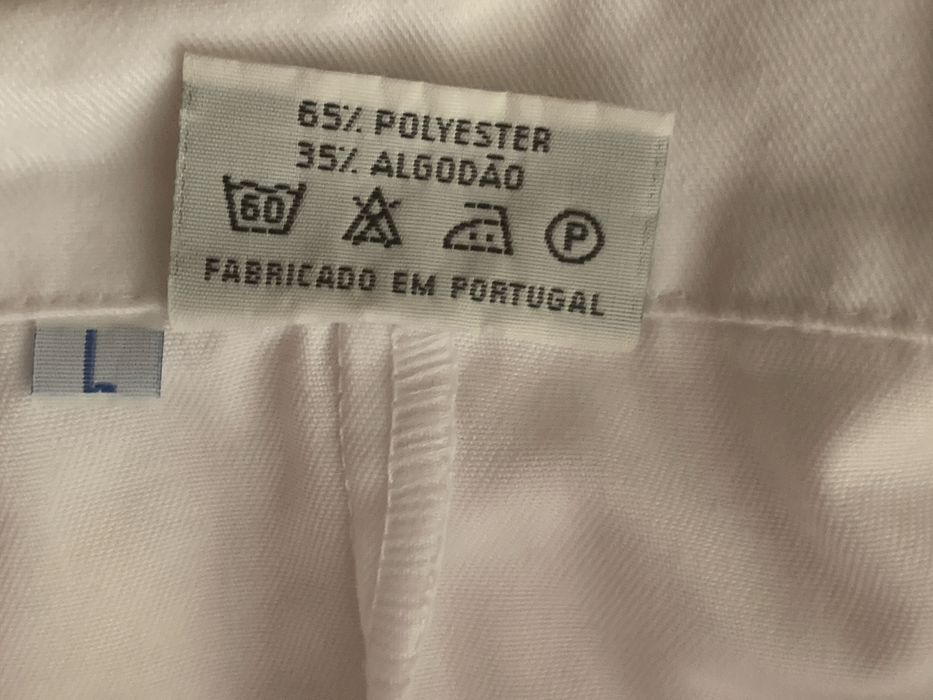 65% POLYESTER
35% ALGODÃO
60 P
FABRICADO EM PORTUGAL
L